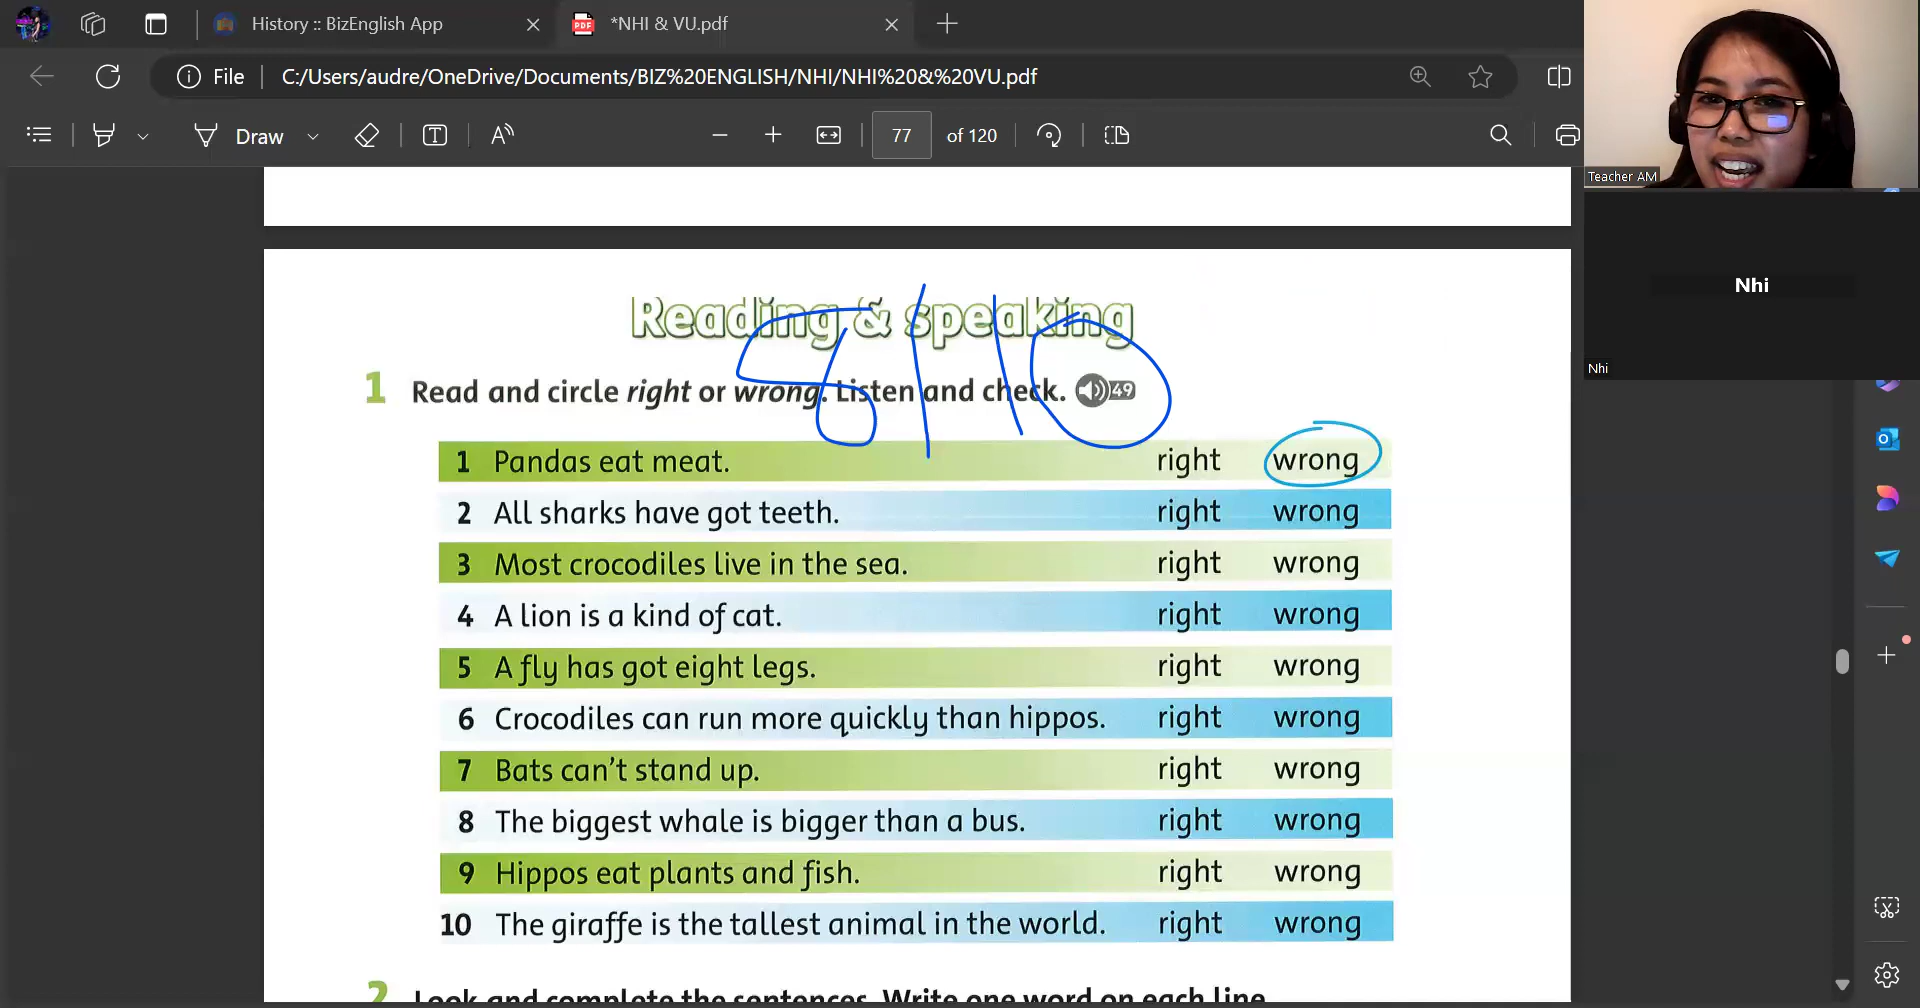 History :: BizEnglish App
*NHI & VU.pdf
File
C:/Users/audre/OneDrive/Documents/BIZ%20ENGLISH/NHI/NHI%20&%20VU.pdf
Draw
77 of 120
Teacher AM
Nhi
Nhi
Reading & speaking
8/10
1 Read and circle right or wrong. Listen and check. 49
1 Pandas eat meat. right wrong
2 All sharks have got teeth. right wrong
3 Most crocodiles live in the sea. right wrong
4 A lion is a kind of cat. right wrong
5 A fly has got eight legs. right wrong
6 Crocodiles can run more quickly than hippos. right wrong
7 Bats can't stand up. right wrong
8 The biggest whale is bigger than a bus. right wrong
9 Hippos eat plants and fish. right wrong
10 The giraffe is the tallest animal in the world. right wrong
2 Look and complete the sentences. Write one word on each line.